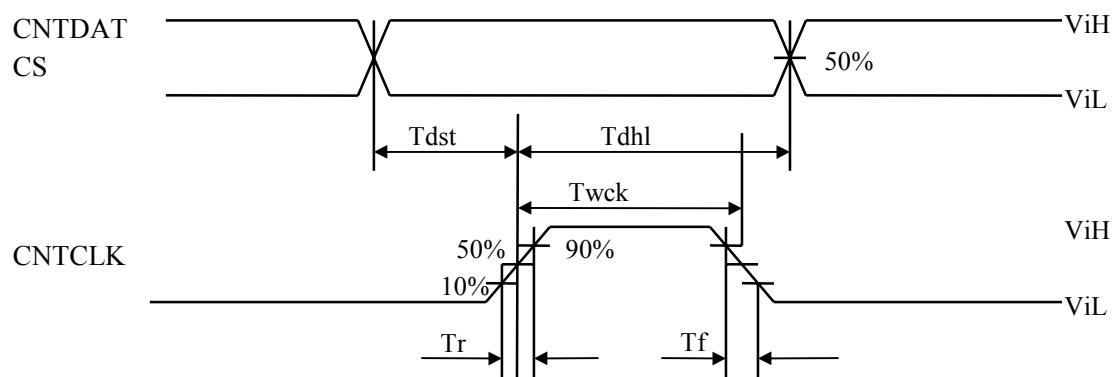 CNTDAT
CS
ViH
50%
ViL
Tdst
Tdhl
Twck
ViH
50%
90%
CNTCLK
10%
ViL
Tr
Tf